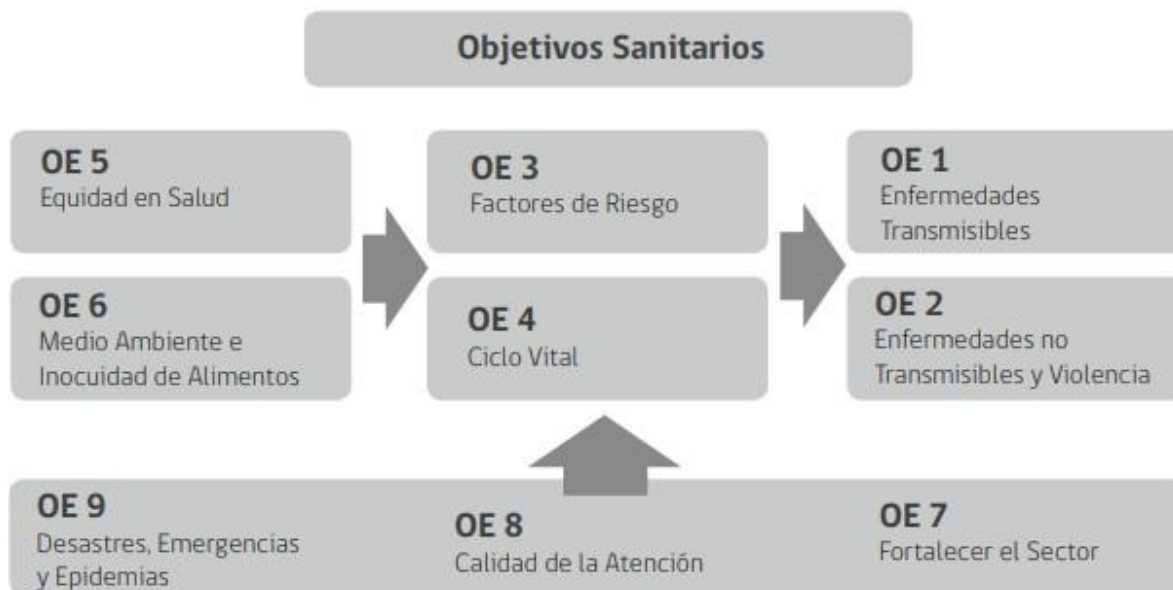 Objetivos Sanitarios
OE 5
Equidad en Salud
OE 6
Medio Ambiente e
Inocuidad de Alimentos
OE 3
Factores de Riesgo
OE 4
Ciclo Vital
OE 1
Enfermedades
Transmisibles
OE 2
Enfermedades no
Transmisibles y Violencia
OE 9
Desastres, Emergencias
y Epidemias
OE 8
Calidad de la Atención
OE 7
Fortalecer el Sector